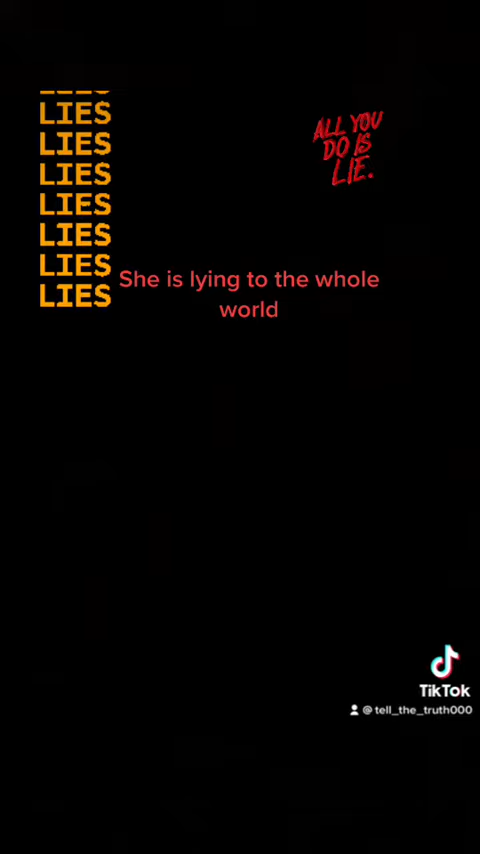 LIES
LIES
LIES
LIES
LIES
LIES
LIES
LIES
ALL YOU
DO IS
LIE.
She is lying to the whole
world
TikTok
@ tell_the_truth000